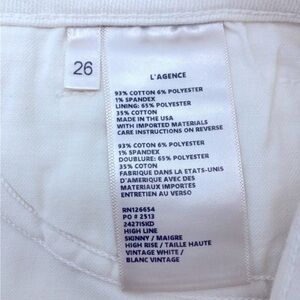 26
L'AGENCE
93% COTTON 6% POLYESTER
1% SPANDEX
LINING: 65% POLYESTER
35% COTTON
MADE IN THE USA
WITH IMPORTED MATERIALS
CARE INSTRUCTIONS ON REVERSE
93% COTON 6% POLYESTER
1% SPANDEX
DOUBLURE: 65% POLYESTER
35% COTON
FABRIQUE DANS LA ETATS-UNIS
D'AMERIQUE AVEC DES
MATERIAUX IMPORTES
ENTRETIEN AU VERSO
RN126654
PO # 2513
2427ISKD
HIGH LINE
SKINNY / MAIGRE
HIGH RISE / TAILLE HAUTE
VINTAGE WHITE /
BLANC VINTAGE